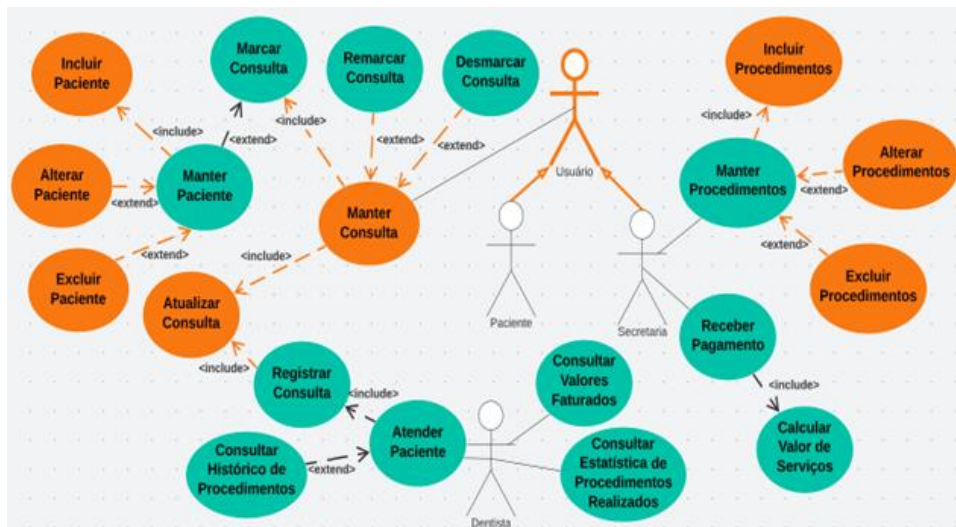 Incluir
Paciente
Marcar
Consulta
Remarcar
Consulta
Desmarcar
Consulta
Incluir
Procedimentos
<include>
<extend>
<include>
<extend>
<extend>
<include>
Alterar
Paciente
<extend>
Manter
Paciente
Usuário
Manter
Procedimentos
Alterar
Procedimentos
<extend>
Manter
Consulta
Excluir
Paciente
<extend>
<include>
<extend>
Excluir
Procedimentos
Atualizar
Consulta
Paciente
Secretaria
Receber
Pagamento
<include>
Registrar
Consulta
<include>
Consultar
Valores
Faturados
<include>
Atender
Paciente
Calcular
Valor de
Serviços
Consultar
Histórico de
Procedimentos
<extend>
Consultar
Estatística de
Procedimentos
Realizados
Dentista